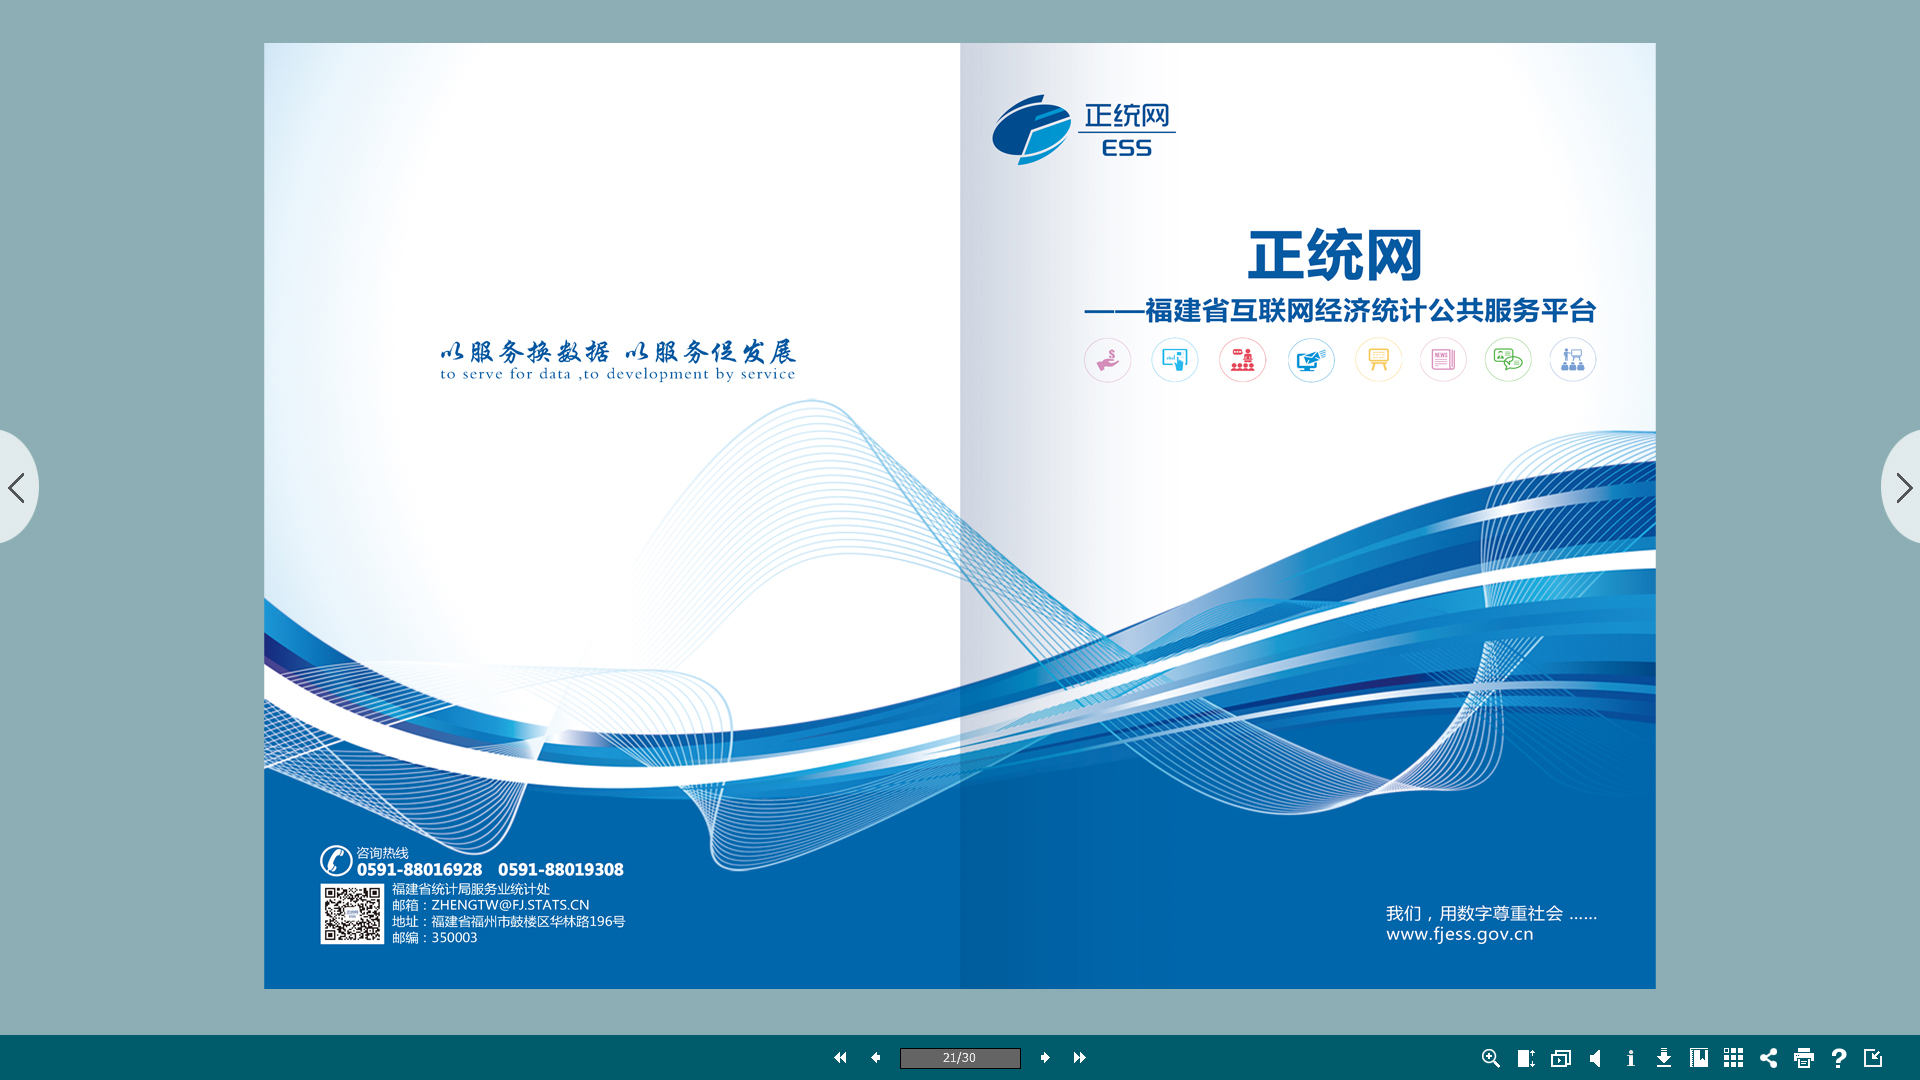 以服务换数据 以服务促发展
to serve for data ,to development by service
咨询热线
0591-88016928 0591-88019308
福建省统计局服务业统计处
邮箱：ZHENGTW@FJ.STATS.CN
地址：福建省福州市鼓楼区华林路196号
邮编：350003
正统网
ESS
正统网
——福建省互联网经济统计公共服务平台
NEWS
我们，用数字尊重社会 ……
www.fjess.gov.cn
21/30